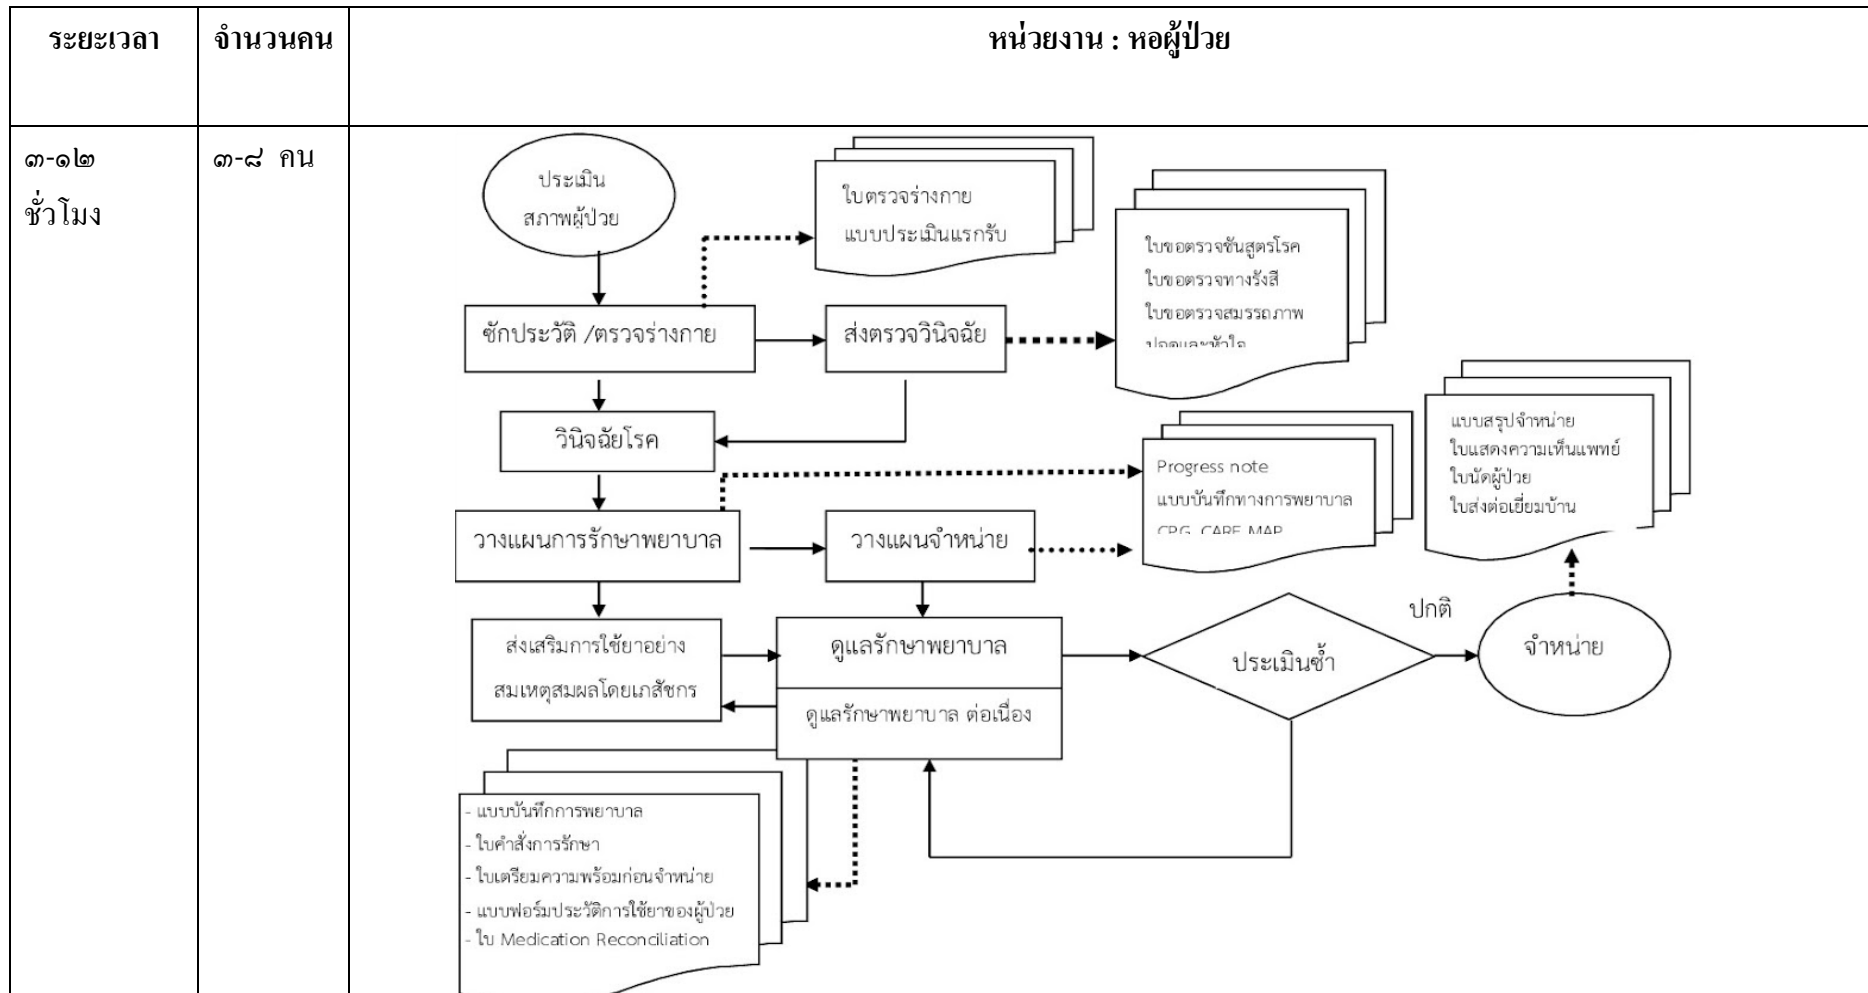 ระยะเวลา
จำนวนคน
หน่วยงาน : หอผู้ป่วย
๓-๑๒
ชั่วโมง
๓-๘ คน
ประเมิน
สภาพผู้ป่วย
ใบตรวจร่างกาย
แบบประเมินแรกรับ
ใบขอตรวจชันสูตรโรค
ใบขอตรวจทางรังสี
ใบขอตรวจสมรรถภาพ
ปอดและหัวใจ
ซักประวัติ /ตรวจร่างกาย
ส่งตรวจวินิจฉัย
วินิจฉัยโรค
Progress note
แบบบันทึกทางการพยาบาล
CPG CARE MAP
แบบสรุปจำหน่าย
ใบแสดงความเห็นแพทย์
ใบนัดผู้ป่วย
ใบส่งต่อเยี่ยมบ้าน
วางแผนการรักษาพยาบาล
วางแผนจำหน่าย
ส่งเสริมการใช้ยาอย่าง
สมเหตุสมผลโดยเภสัชกร
ดูแลรักษาพยาบาล
ดูแลรักษาพยาบาล ต่อเนื่อง
ประเมินซ้ำ
ปกติ
จำหน่าย
- แบบบันทึกการพยาบาล
- ใบคำสั่งการรักษา
- ใบเตรียมความพร้อมก่อนจำหน่าย
- แบบฟอร์มประวัติการใช้ยาของผู้ป่วย
- ใบ Medication Reconciliation